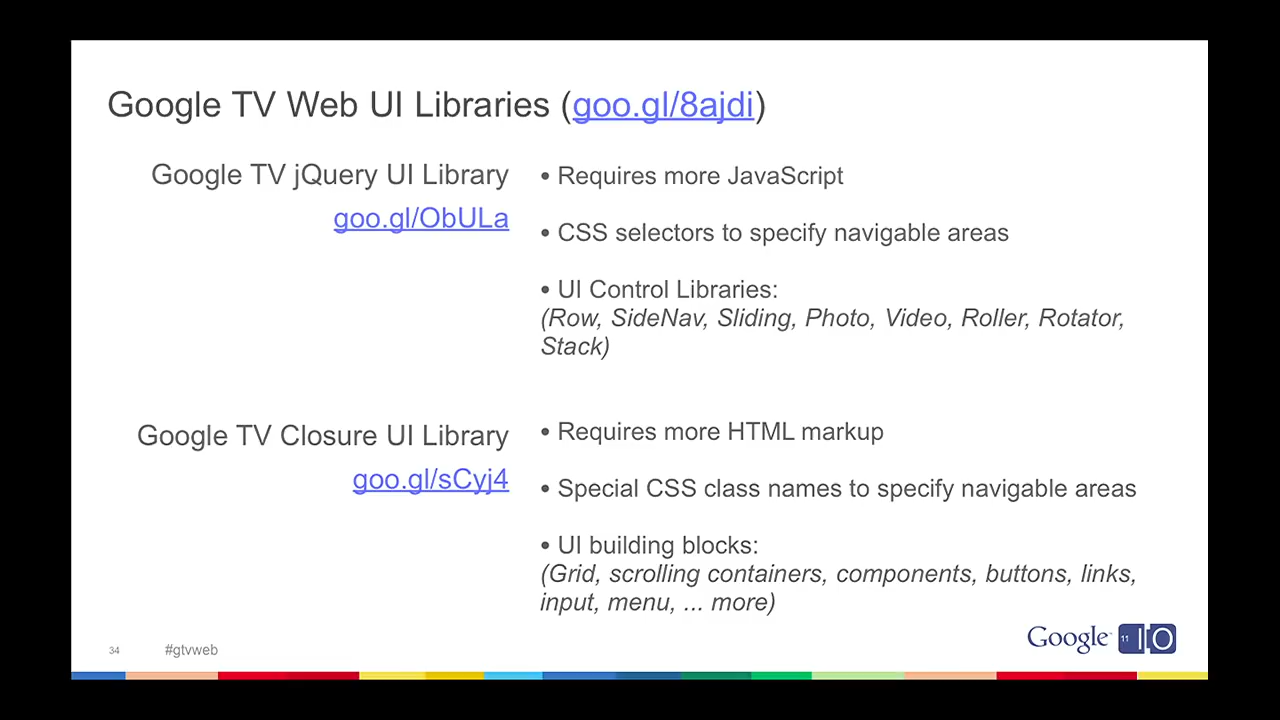 Google TV Web UI Libraries (goo.gl/8ajdi)
Google TV jQuery UI Library
goo.gl/ObULa
• Requires more JavaScript
• CSS selectors to specify navigable areas
• UI Control Libraries:
(Row, SideNav, Sliding, Photo, Video, Roller, Rotator,
Stack)
Google TV Closure UI Library
goo.gl/sCyj4
• Requires more HTML markup
• Special CSS class names to specify navigable areas
• UI building blocks:
(Grid, scrolling containers, components, buttons, links,
input, menu, ... more)
34 #gtvweb
Google 11 IO